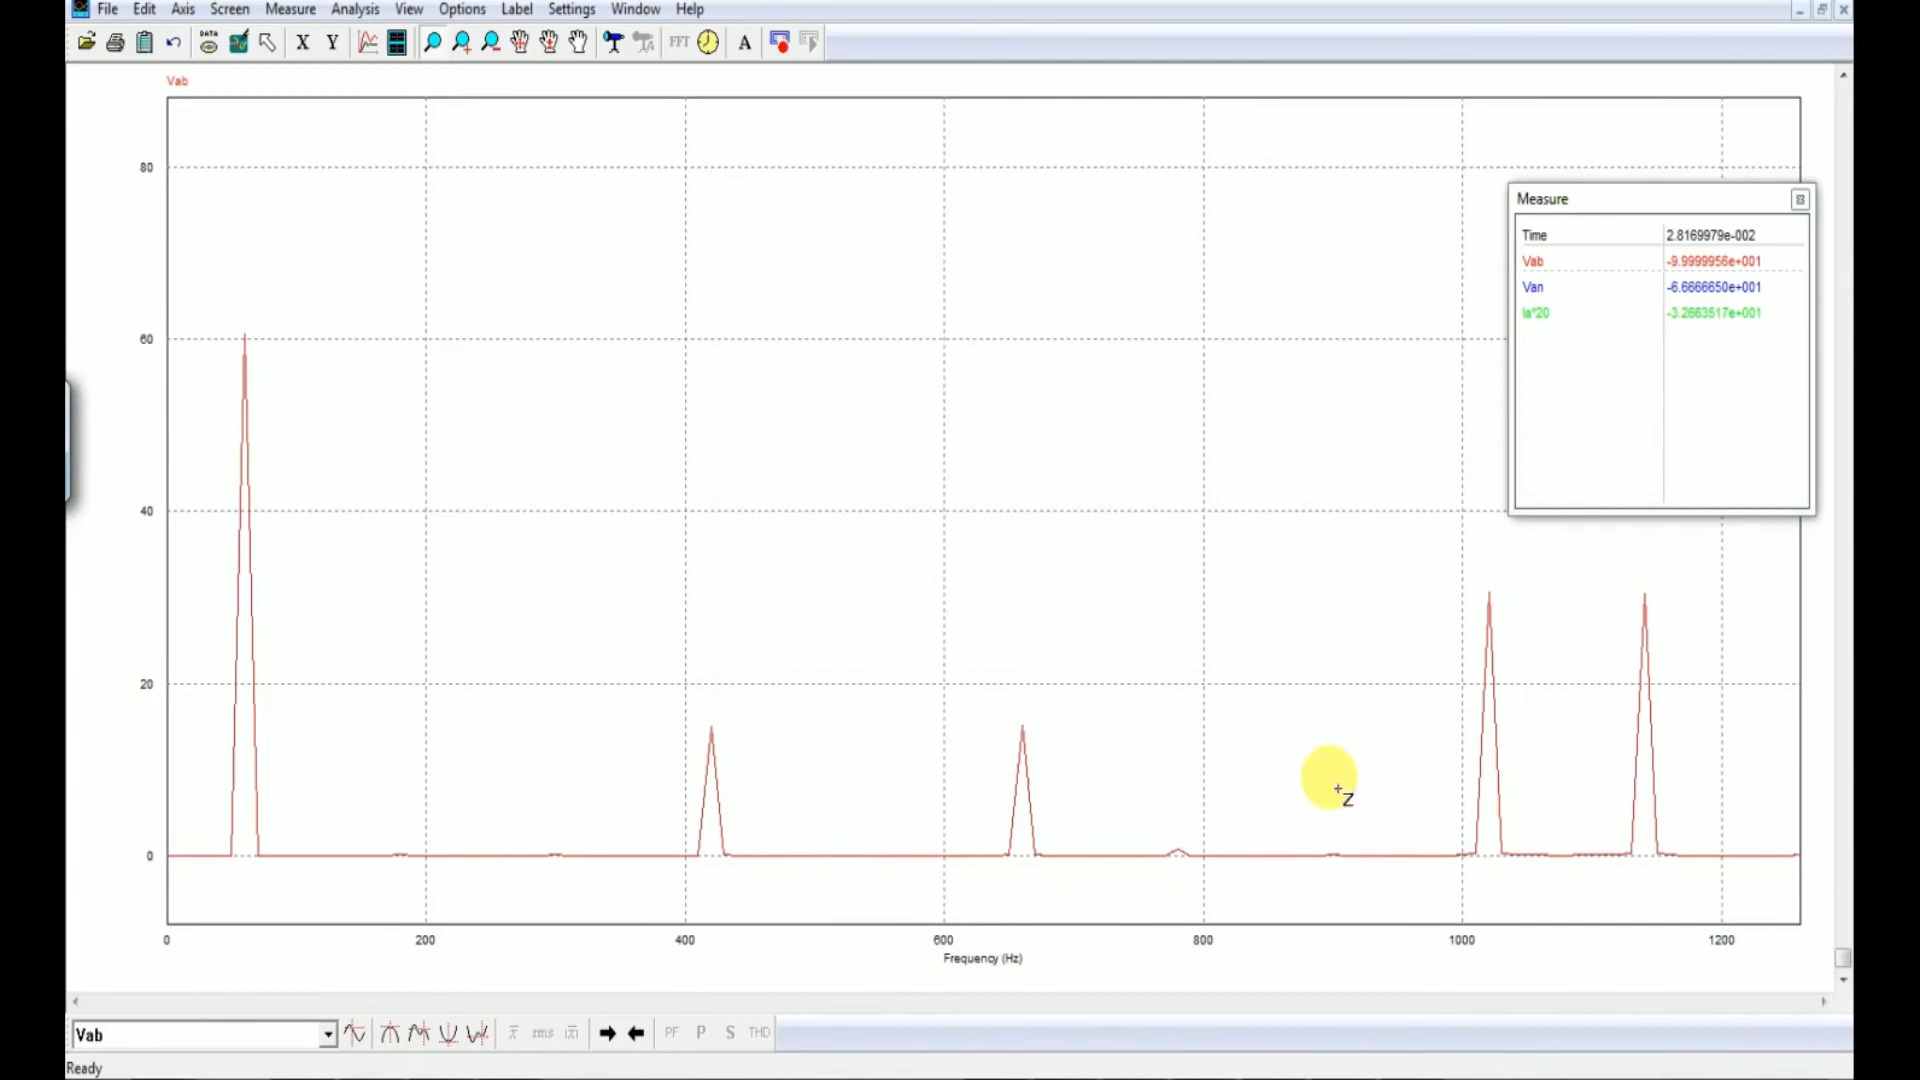 File Edit Axis Screen Measure Analysis View Options Label Settings Window Help
DATA X Y FFT A
Vab
80
60
40
20
0
0 200 400 600 800 1000 1200
Frequency (Hz)
Measure
Time 2.8169979e-002
Vab -9.9999956e+001
Van -6.6666650e+001
Ia*20 -3.2663517e+001
Z
Vab x rms |x| PF P S THD
Ready